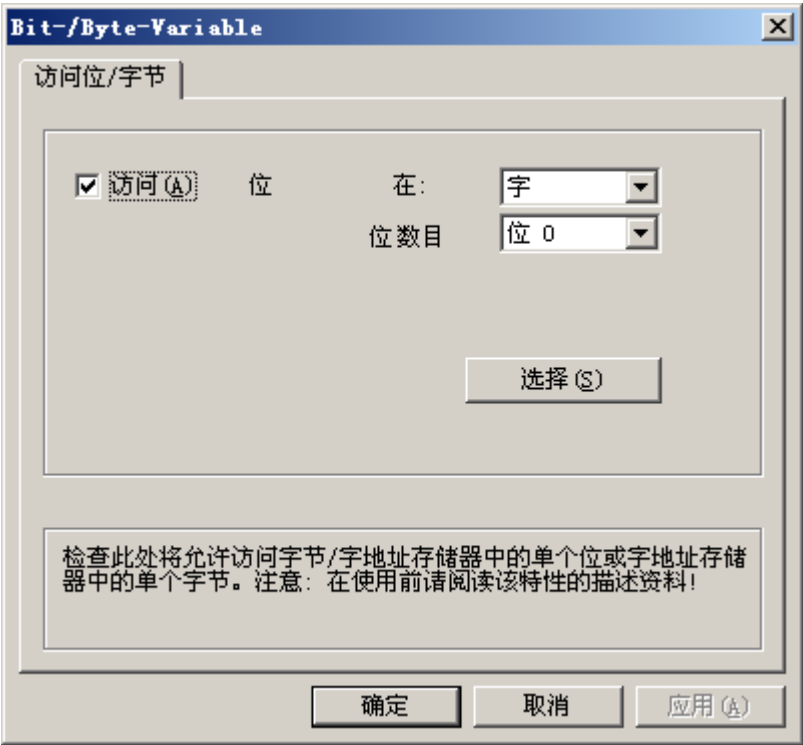 Bit-/Byte-Variable
访问位/字节
访问(A) 位 在: 字
位数目 位 0
选择(S)
检查此处将允许访问字节/字地址存储器中的单个位或字地址存储
器中的单个字节。注意: 在使用前请阅读该特性的描述资料!
确定 取消 应用(A)